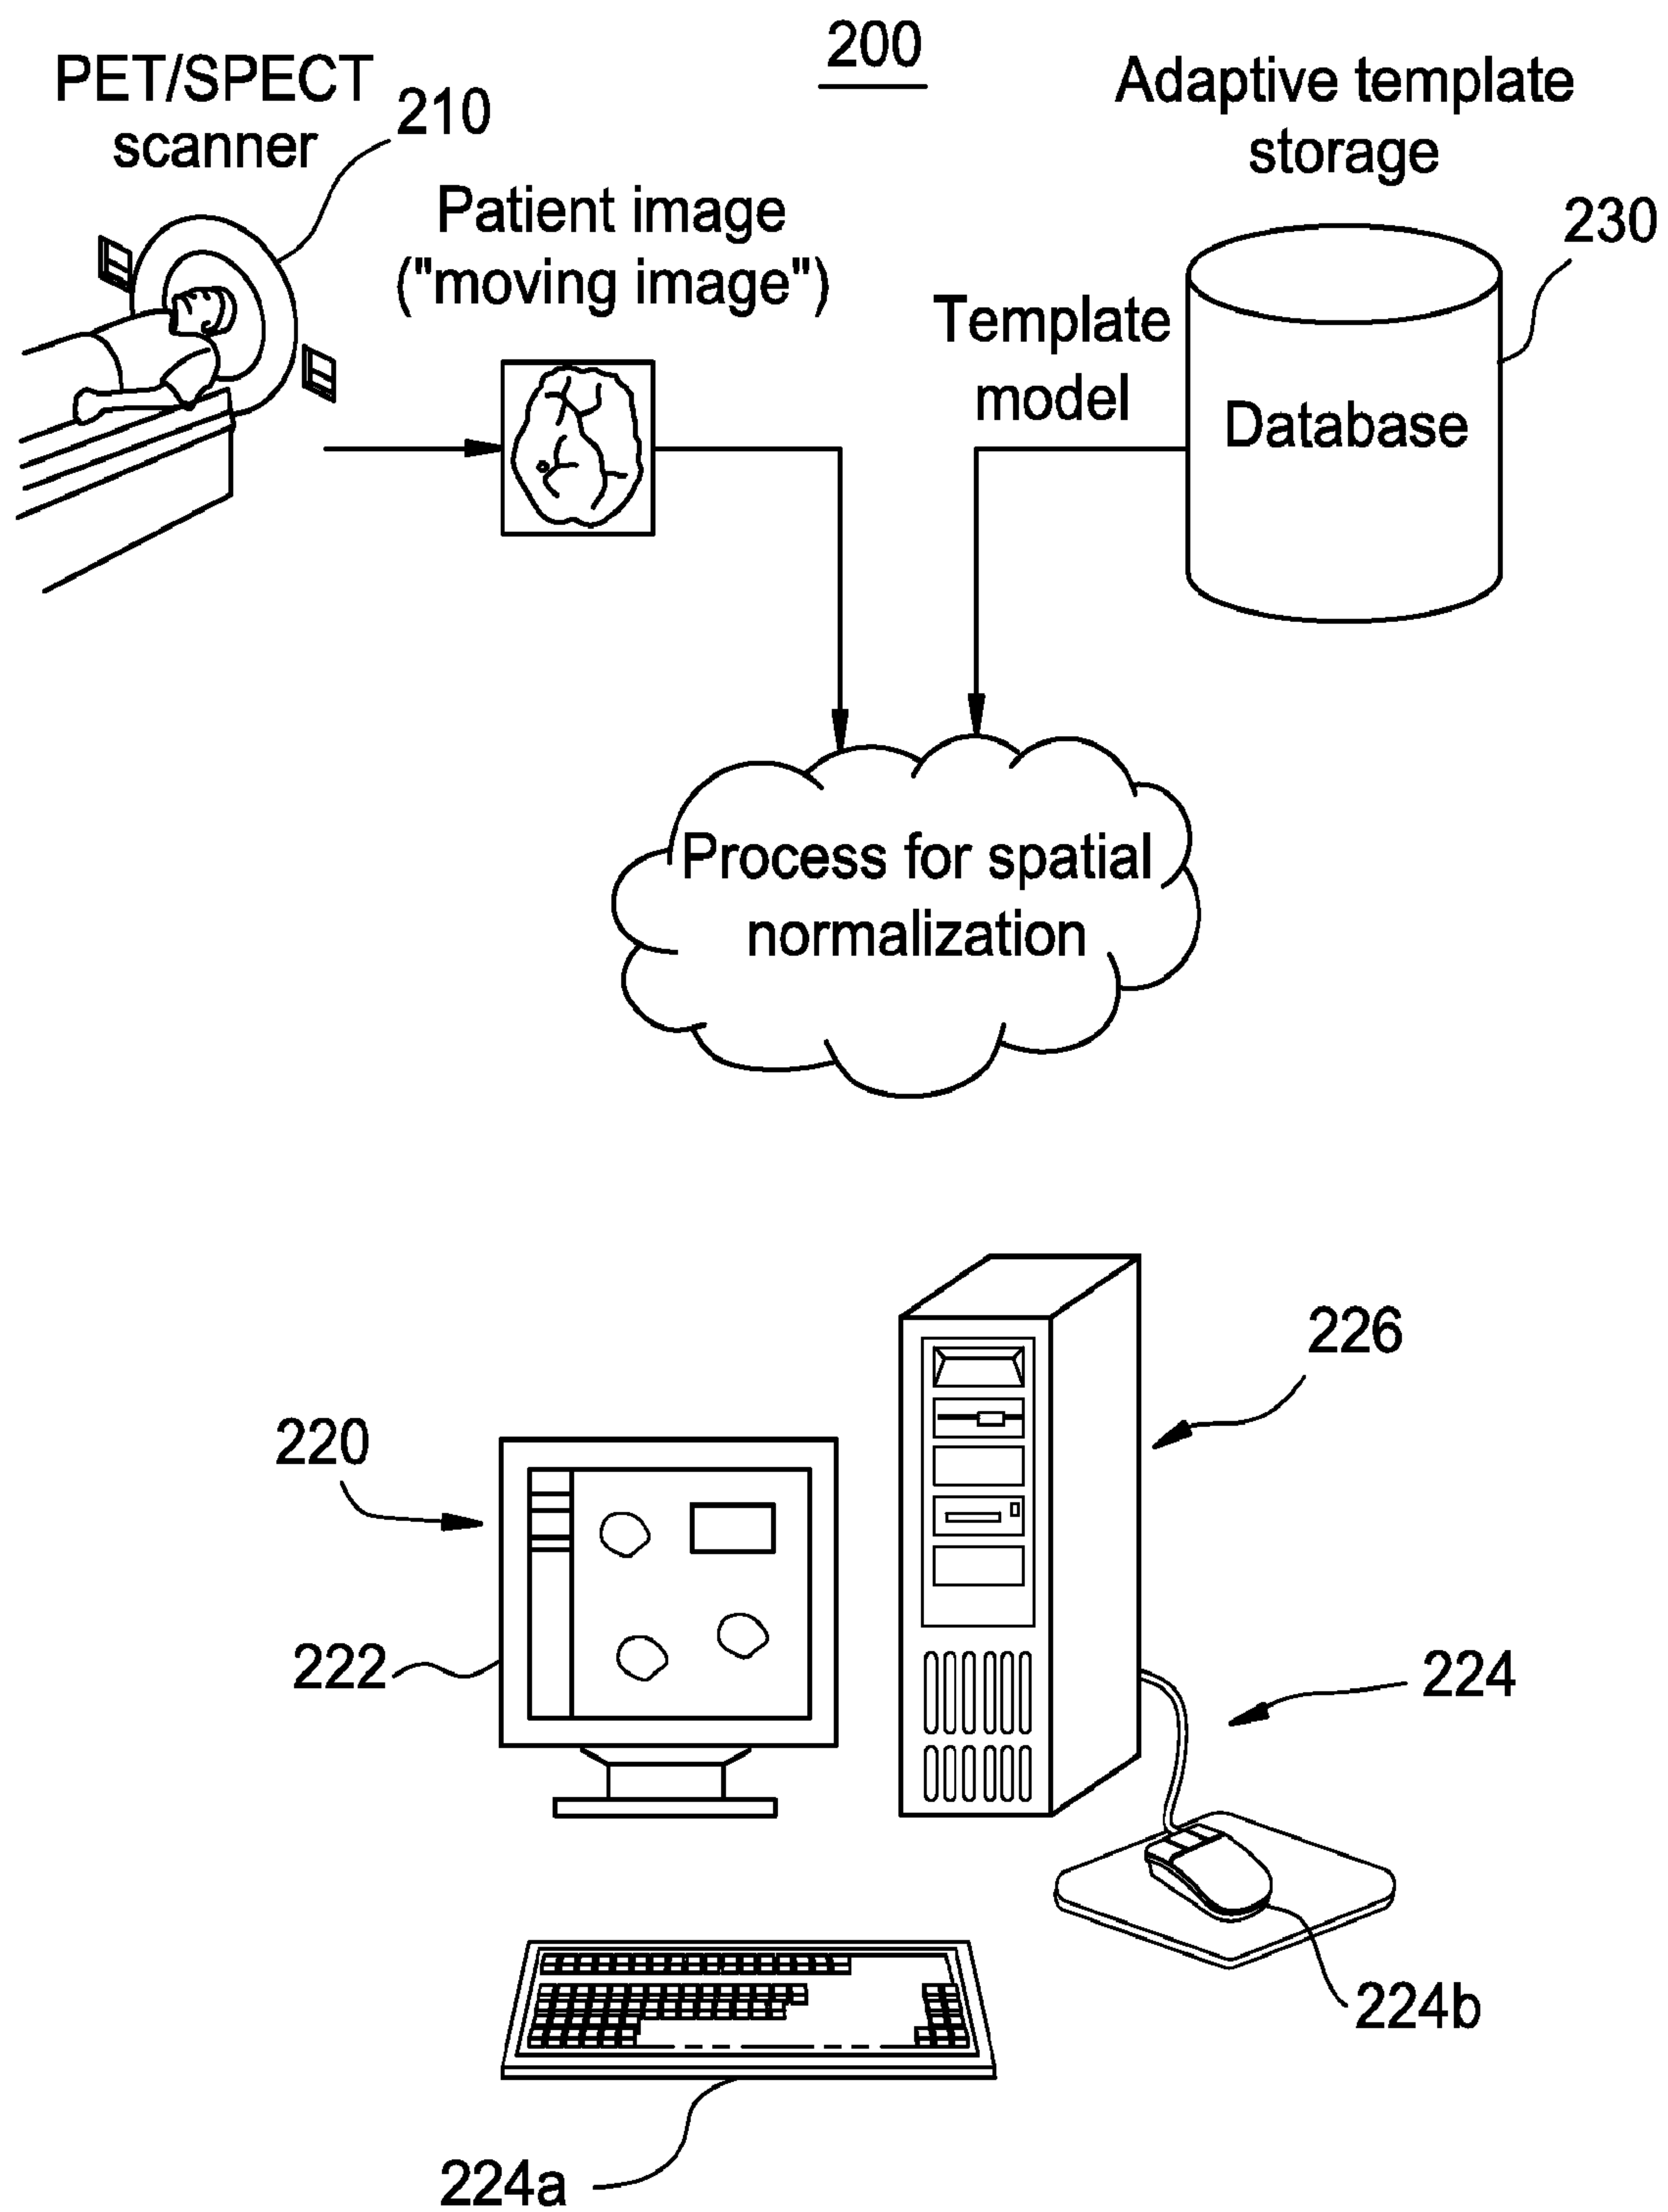 200
PET/SPECT
scanner
210
Patient image
("moving image")
Adaptive template
storage
230
Template
model
Database
Process for spatial
normalization
226
220
222
224
224b
224a